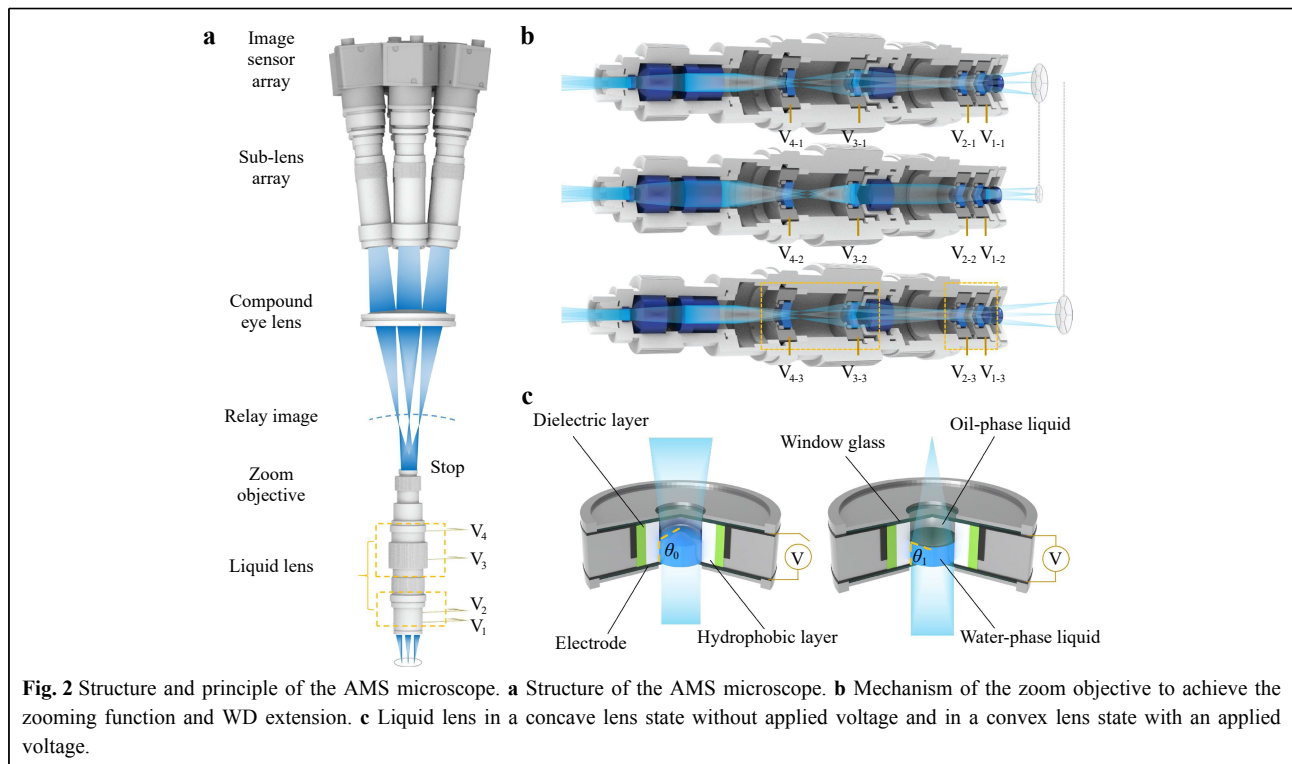 a
Image
sensor
array
Sub-lens
array
Compound
eye lens
Relay image
Zoom
objective
Stop
Liquid lens
V4
V3
V2
V1
b
V4-1 V3-1 V2-1 V1-1
V4-2 V3-2 V2-2 V1-2
V4-3 V3-3 V2-3 V1-3
c
Dielectric layer
Window glass
Oil-phase liquid
θ0
V
θ1
V
Electrode
Hydrophobic layer
Water-phase liquid
Fig. 2 Structure and principle of the AMS microscope. a Structure of the AMS microscope. b Mechanism of the zoom objective to achieve the
zooming function and WD extension. c Liquid lens in a concave lens state without applied voltage and in a convex lens state with an applied
voltage.